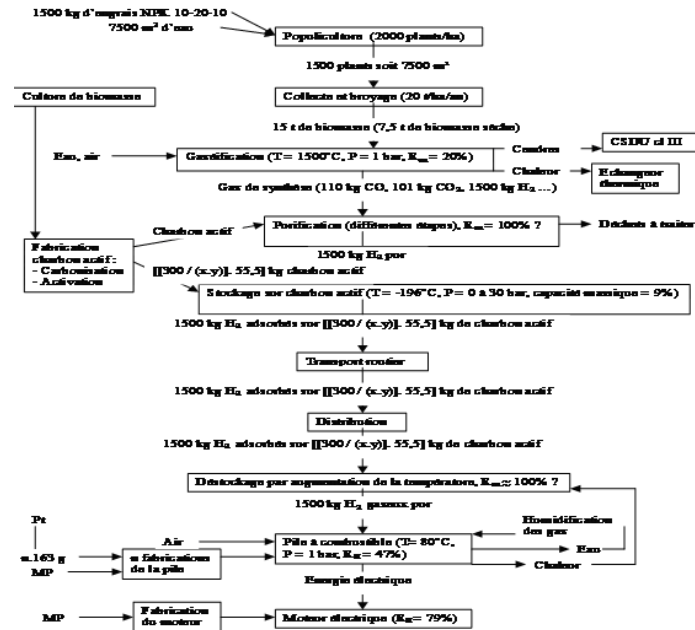 1500 kg d'engrais NPK 10-20-10
7500 m³ d'eau
Populiculture (2000 plants/ha)
1500 plants soit 7500 m²
Culture de biomasse
Collecte et broyage (20 t/ha/an)
15 t de biomasse (7,5 t de biomasse sèche)
Eau, air
Gazéification (T= 1500°C, P= 1 bar, Rm= 20%)
Cendres
CSDU cl III
Chaleur
Echangeur
thermique
Gaz de synthèse (110 kg CO, 101 kg CO2, 1500 kg H2 ...)
Charbon actif
Purification (différentes étapes), Rm= 100% ?
Déchets à traiter
Fabrication
charbon actif :
- Carbonisation
- Activation
1500 kg H2 pur
[[300 / (x.y)]. 55,5] kg charbon actif
Stockage sur charbon actif (T= -196°C, P= 0 à 30 bar, capacité massique = 9%)
1500 kg H2 adsorbés sur [[300 / (x.y)]. 55,5] kg de charbon actif
Transport routier
1500 kg H2 adsorbés sur [[300 / (x.y)]. 55,5] kg de charbon actif
Distribution
1500 kg H2 adsorbés sur [[300 / (x.y)]. 55,5] kg de charbon actif
Déstockage par augmentation de la température, Rm ≈ 100% ?
1500 kg H2 gazeux pur
Pt
Air
Humidification
des gaz
n.163 g
n fabrications
de la pile
Pile à combustible (T= 80°C,
P= 1 bar, RE= 47%)
Eau
MP
Chaleur
Energie électrique
MP
Fabrication
du moteur
Moteur électrique (RE= 79%)